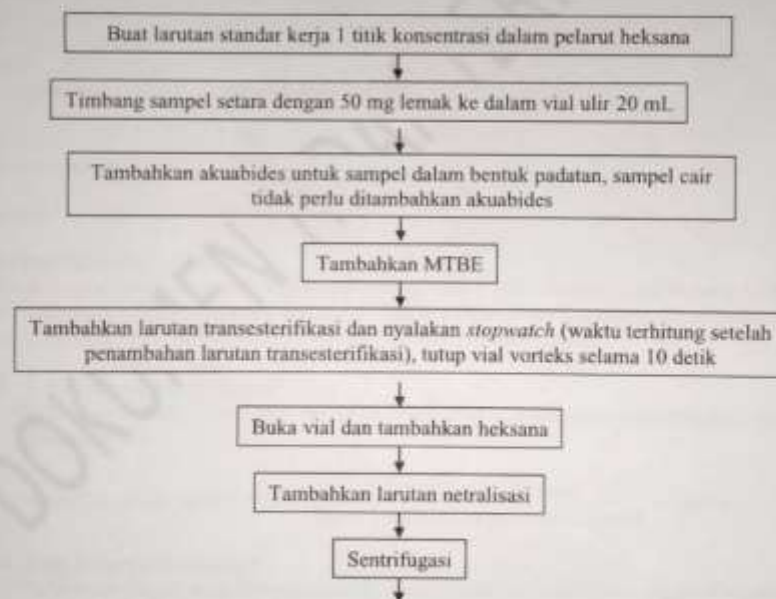 Buat larutan standar kerja 1 titik konsentrasi dalam pelarut heksana
Timbang sampel setara dengan 50 mg lemak ke dalam vial ulir 20 mL
Tambahkan akuabides untuk sampel dalam bentuk padatan, sampel cair
tidak perlu ditambahkan akuabides
Tambahkan MTBE
Tambahkan larutan transesterifikasi dan nyalakan stopwatch (waktu terhitung setelah
penambahan larutan transesterifikasi), tutup vial vorteks selama 10 detik
Buka vial dan tambahkan heksana
Tambahkan larutan netralisasi
Sentrifugasi
DOKUMEN